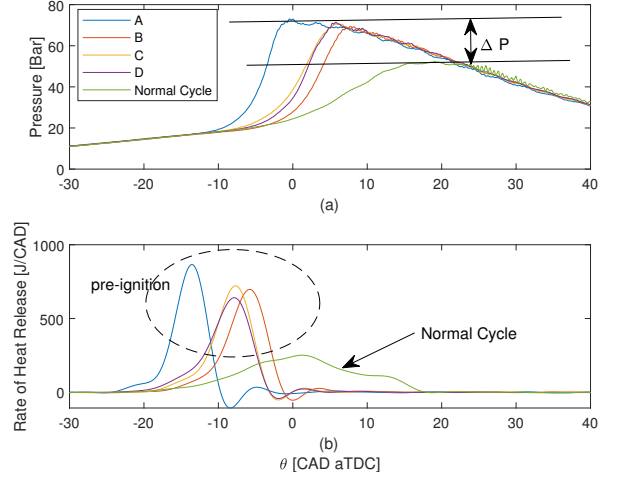 80
60
40
20
0
Pressure [Bar]
A
B
C
D
Normal Cycle
Δ P
-30 -20 -10 0 10 20 30 40
(a)
1000
500
0
Rate of Heat Release [J/CAD]
pre-ignition
Normal Cycle
-30 -20 -10 0 10 20 30 40
(b)
θ [CAD aTDC]